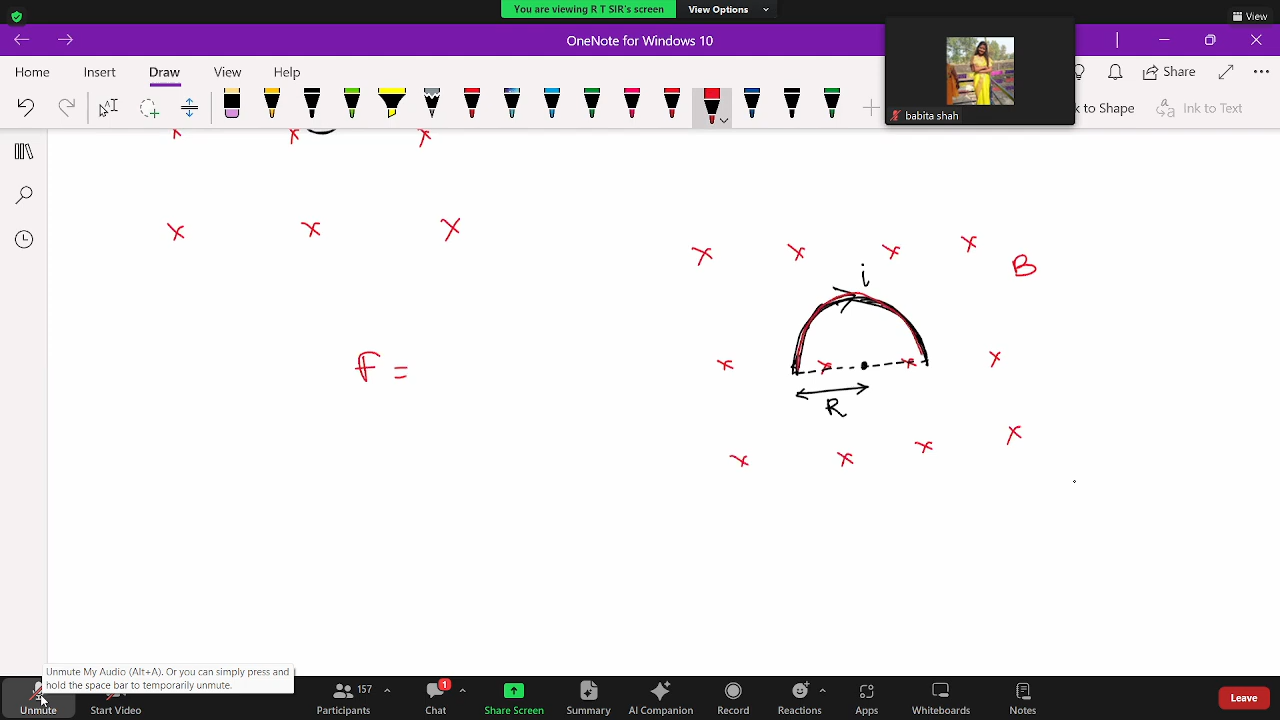 You are viewing R T SIR's screen
View Options
View
OneNote for Windows 10
Home
Insert
Draw
View
Help
Share
k to Shape
Ink to Text
babita shah
x x x
x x x
x x x x B
i
F =
x x x x
R
x x x x
Unmute My Audio (Alt+A). Or you can simply press and
hold the space bar to temporarily unmute.
Unmute
Start Video
157
Participants
1
Chat
Share Screen
Summary
AI Companion
Record
Reactions
Apps
Whiteboards
Notes
Leave